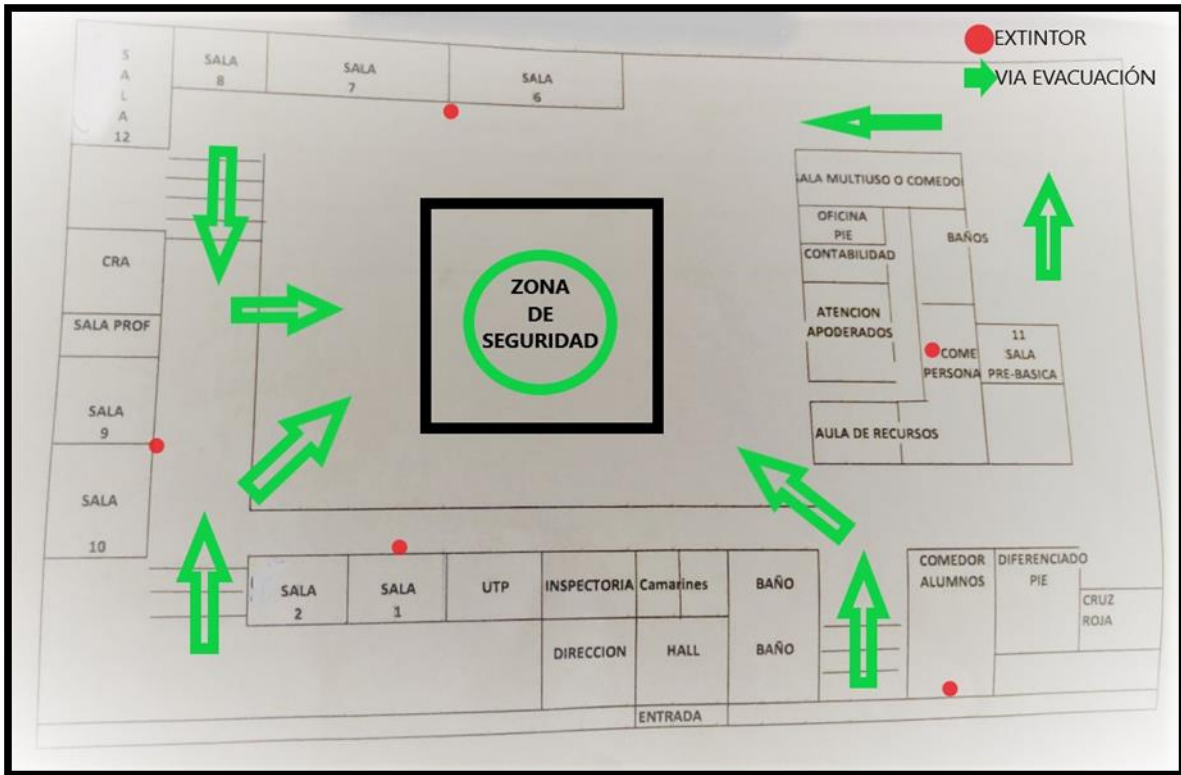 EXTINTOR
VIA EVACUACIÓN
S
A
L
A
12
SALA
8
SALA
7
SALA
6
SALA MULTIUSO O COMEDO
OFICINA
PIE
CONTABILIDAD
BAÑOS
ATENCION
APODERADOS
11
SALA
PRE-BASICA
COME
PERSONA
AULA DE RECURSOS
CRA
SALA PROF
SALA
9
SALA
10
ZONA
DE
SEGURIDAD
SALA
2
SALA
1
UTP
INSPECTORIA
Camarines
BAÑO
DIRECCION
HALL
BAÑO
ENTRADA
COMEDOR
ALUMNOS
DIFERENCIADO
PIE
CRUZ
ROJA